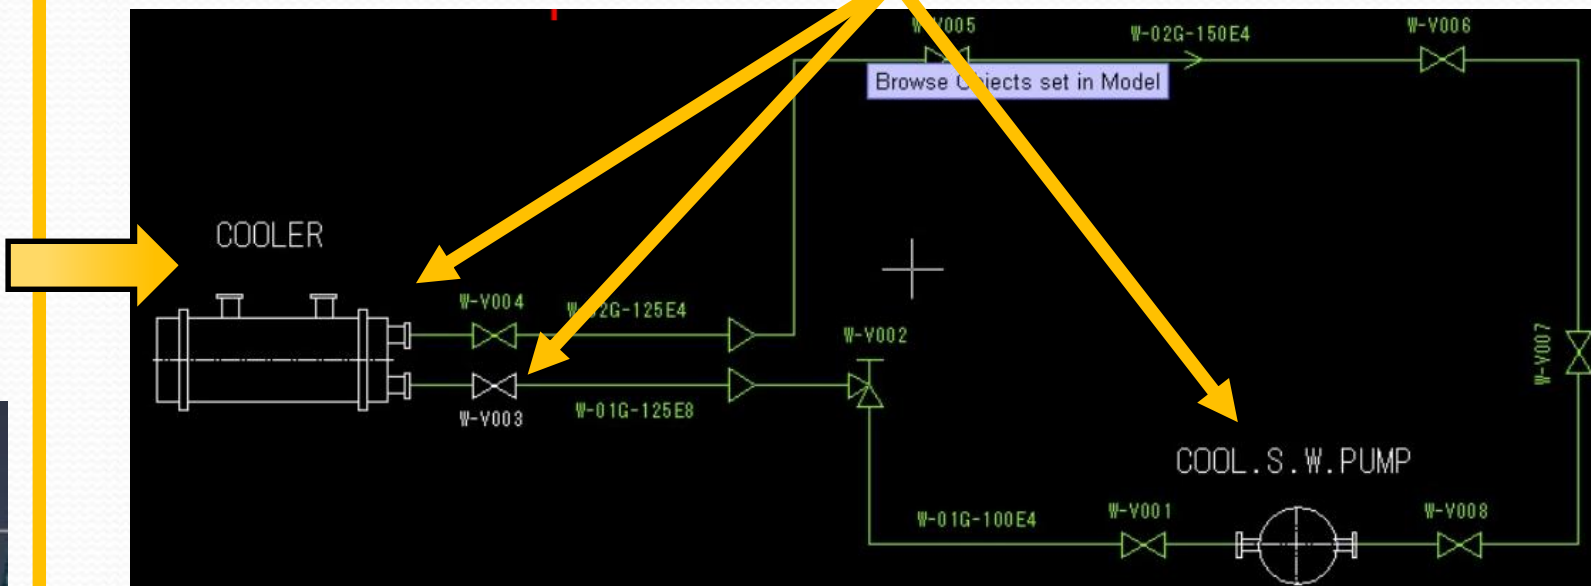 W-V005
W-02G-150E4
W-V006
Browse Objects set in Model
COOLER
W-V004
W-02G-125E4
W-V002
W-V007
W-V003
W-01G-125E8
COOL.S.W.PUMP
W-01G-100E4
W-V001
W-V008